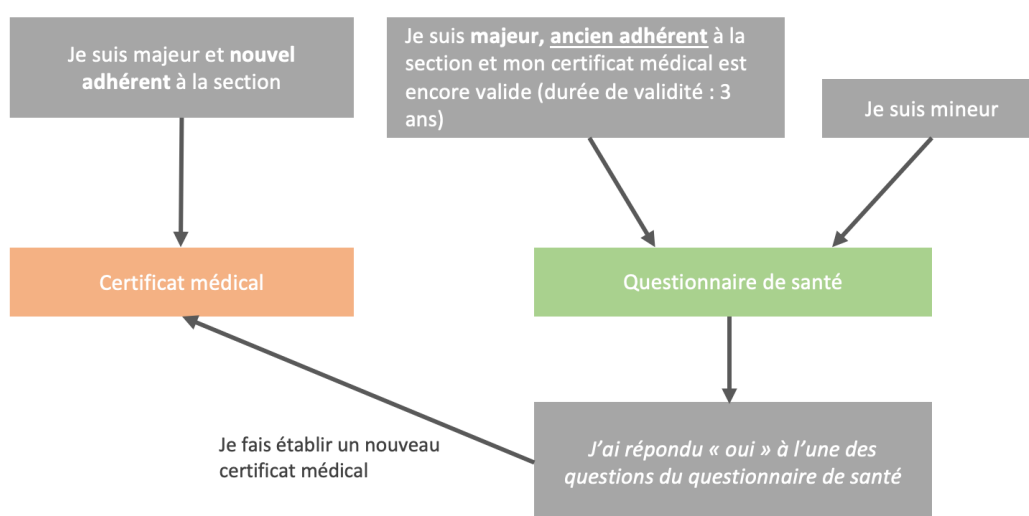 Je suis majeur et nouvel
adhérent à la section
Je suis majeur, ancien adhérent à la
section et mon certificat médical est
encore valide (durée de validité : 3
ans)
Je suis mineur
Certificat médical
Questionnaire de santé
Je fais établir un nouveau
certificat médical
J’ai répondu « oui » à l’une des
questions du questionnaire de santé